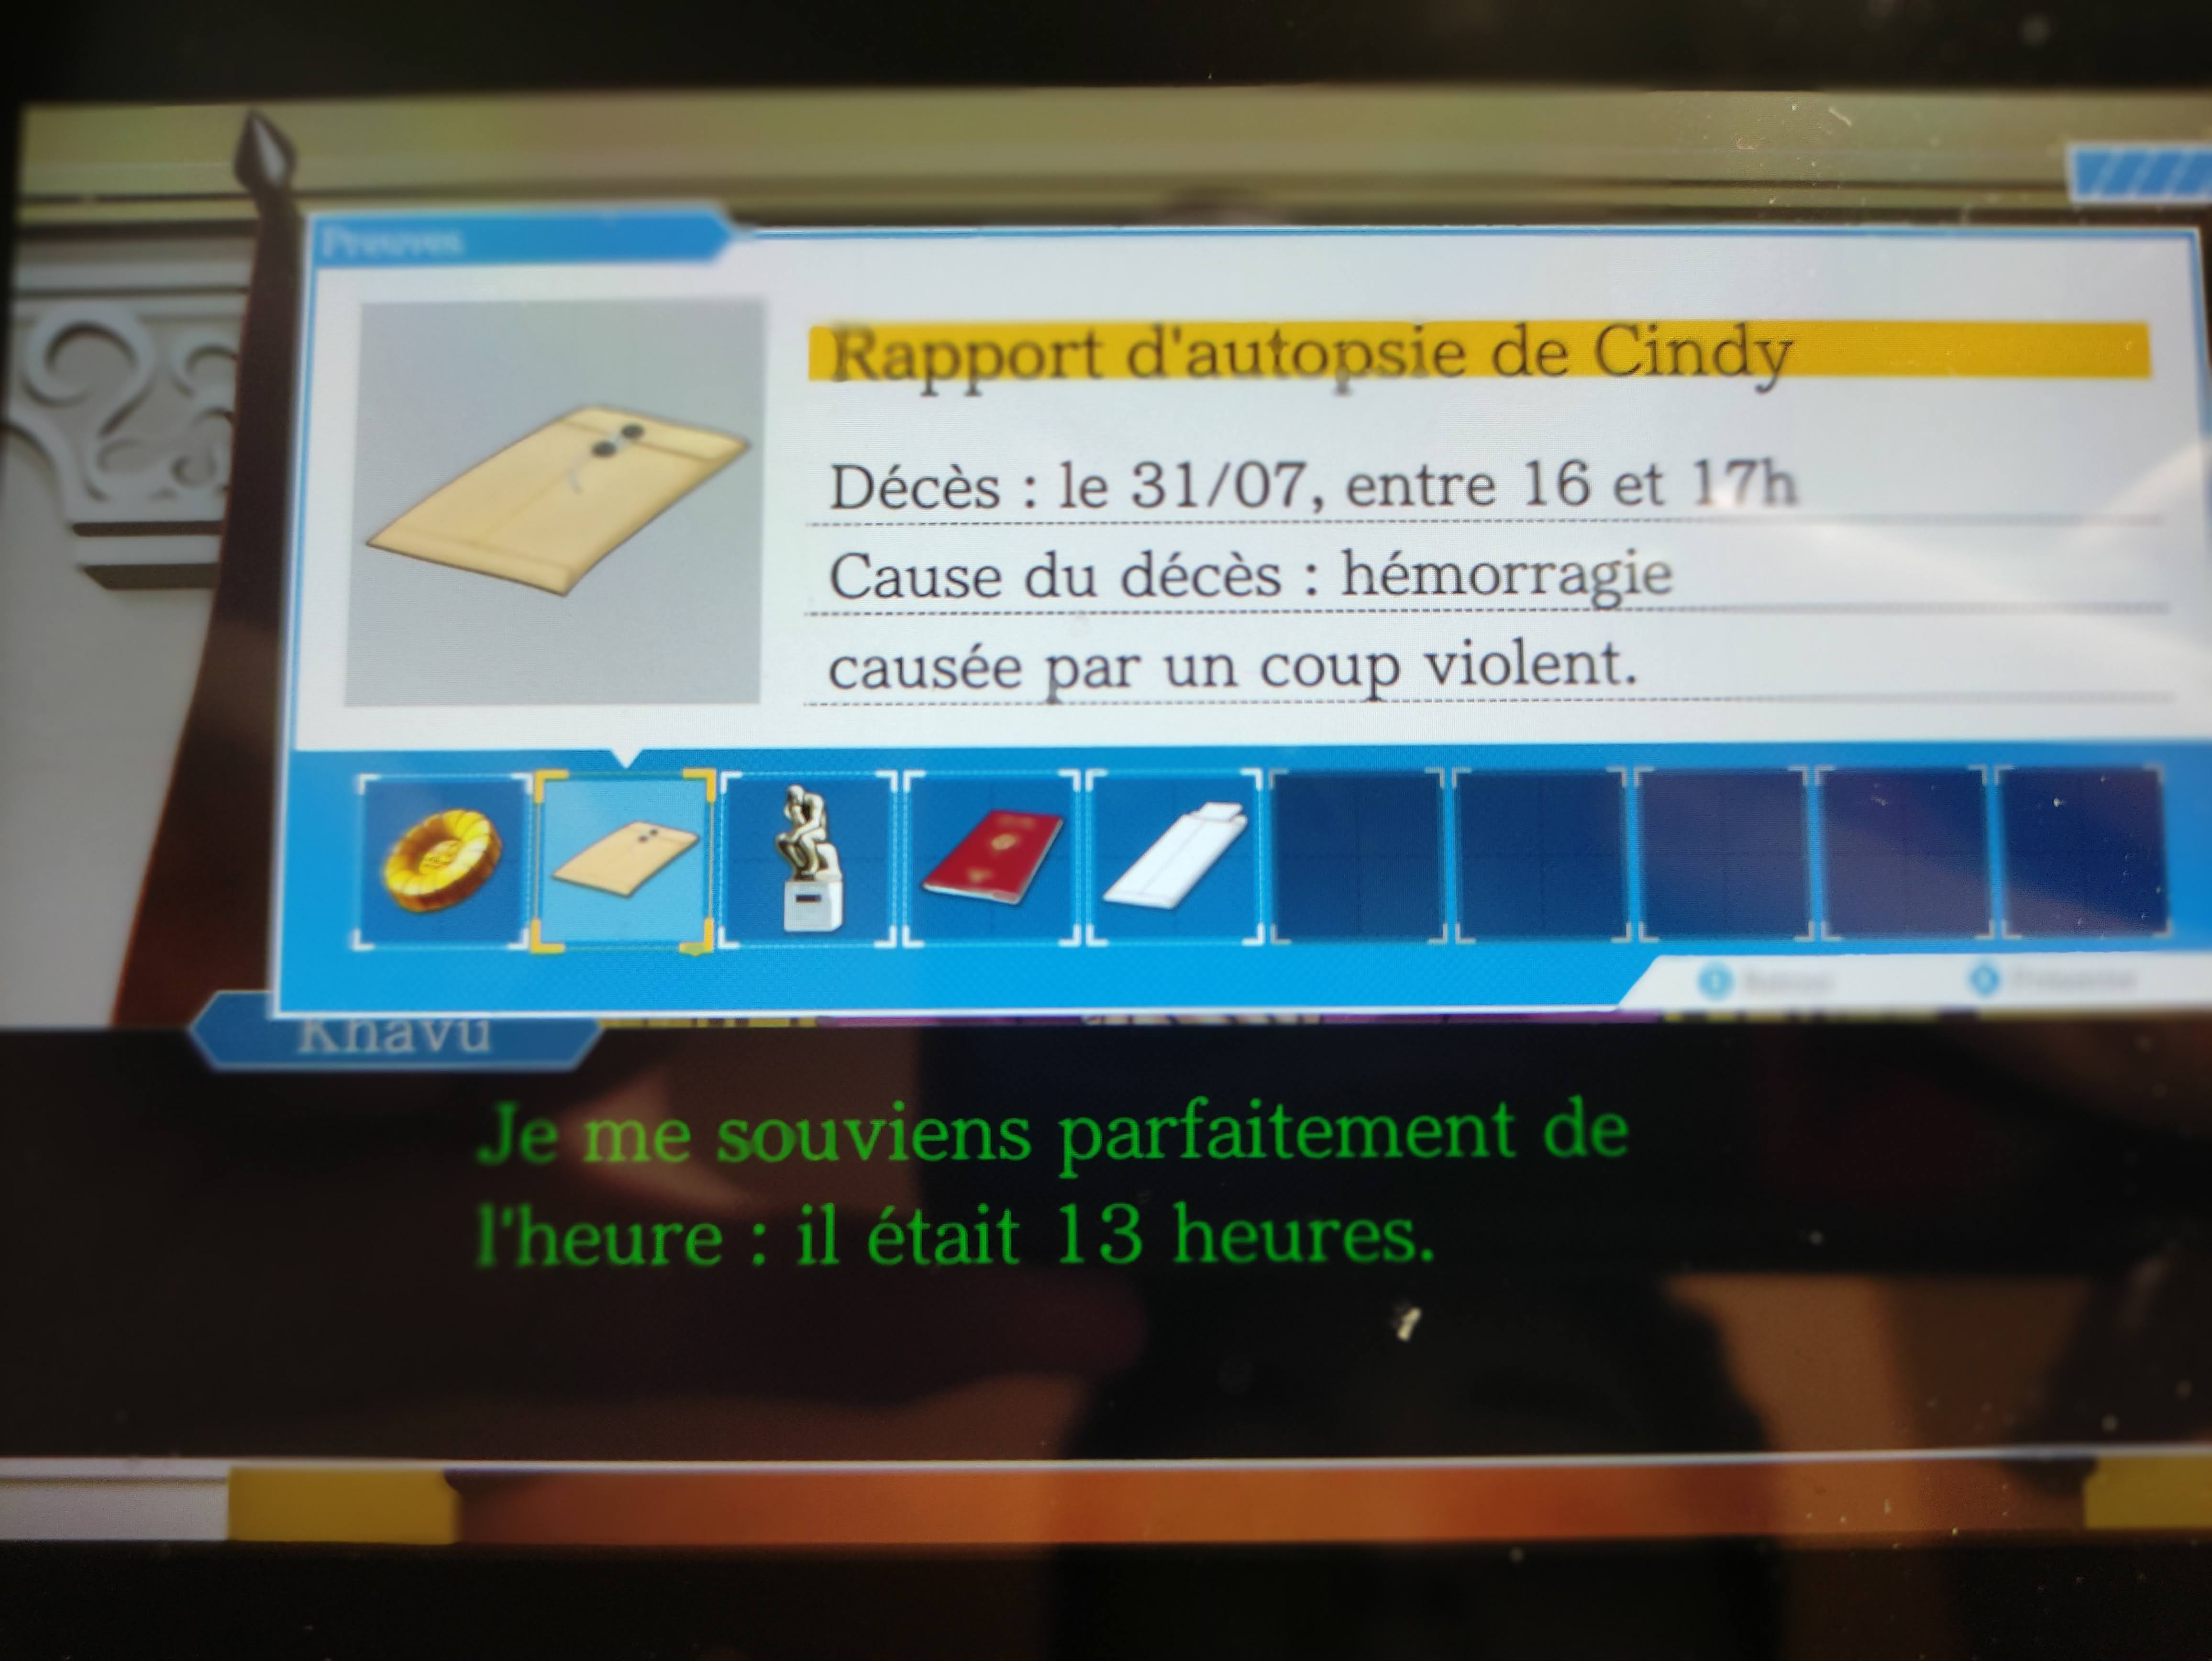 Preuves
Rapport d'autopsie de Cindy
Décès : le 31/07, entre 16 et 17h
Cause du décès : hémorragie
causée par un coup violent.
Khavu
Je me souviens parfaitement de
l'heure : il était 13 heures.